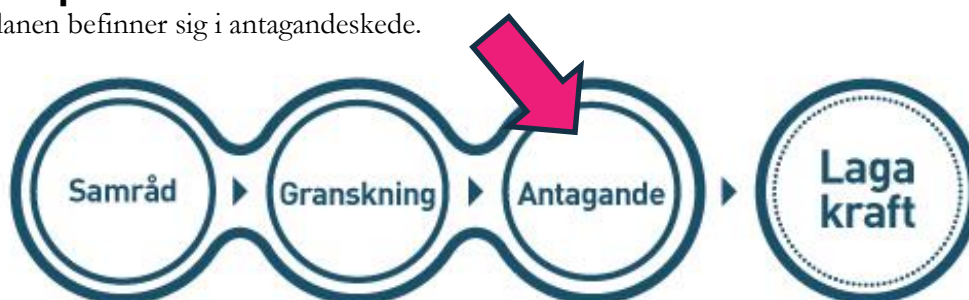 lanen befinner sig i antagandeskede.
Samråd
Granskning
Antagande
Laga
kraft